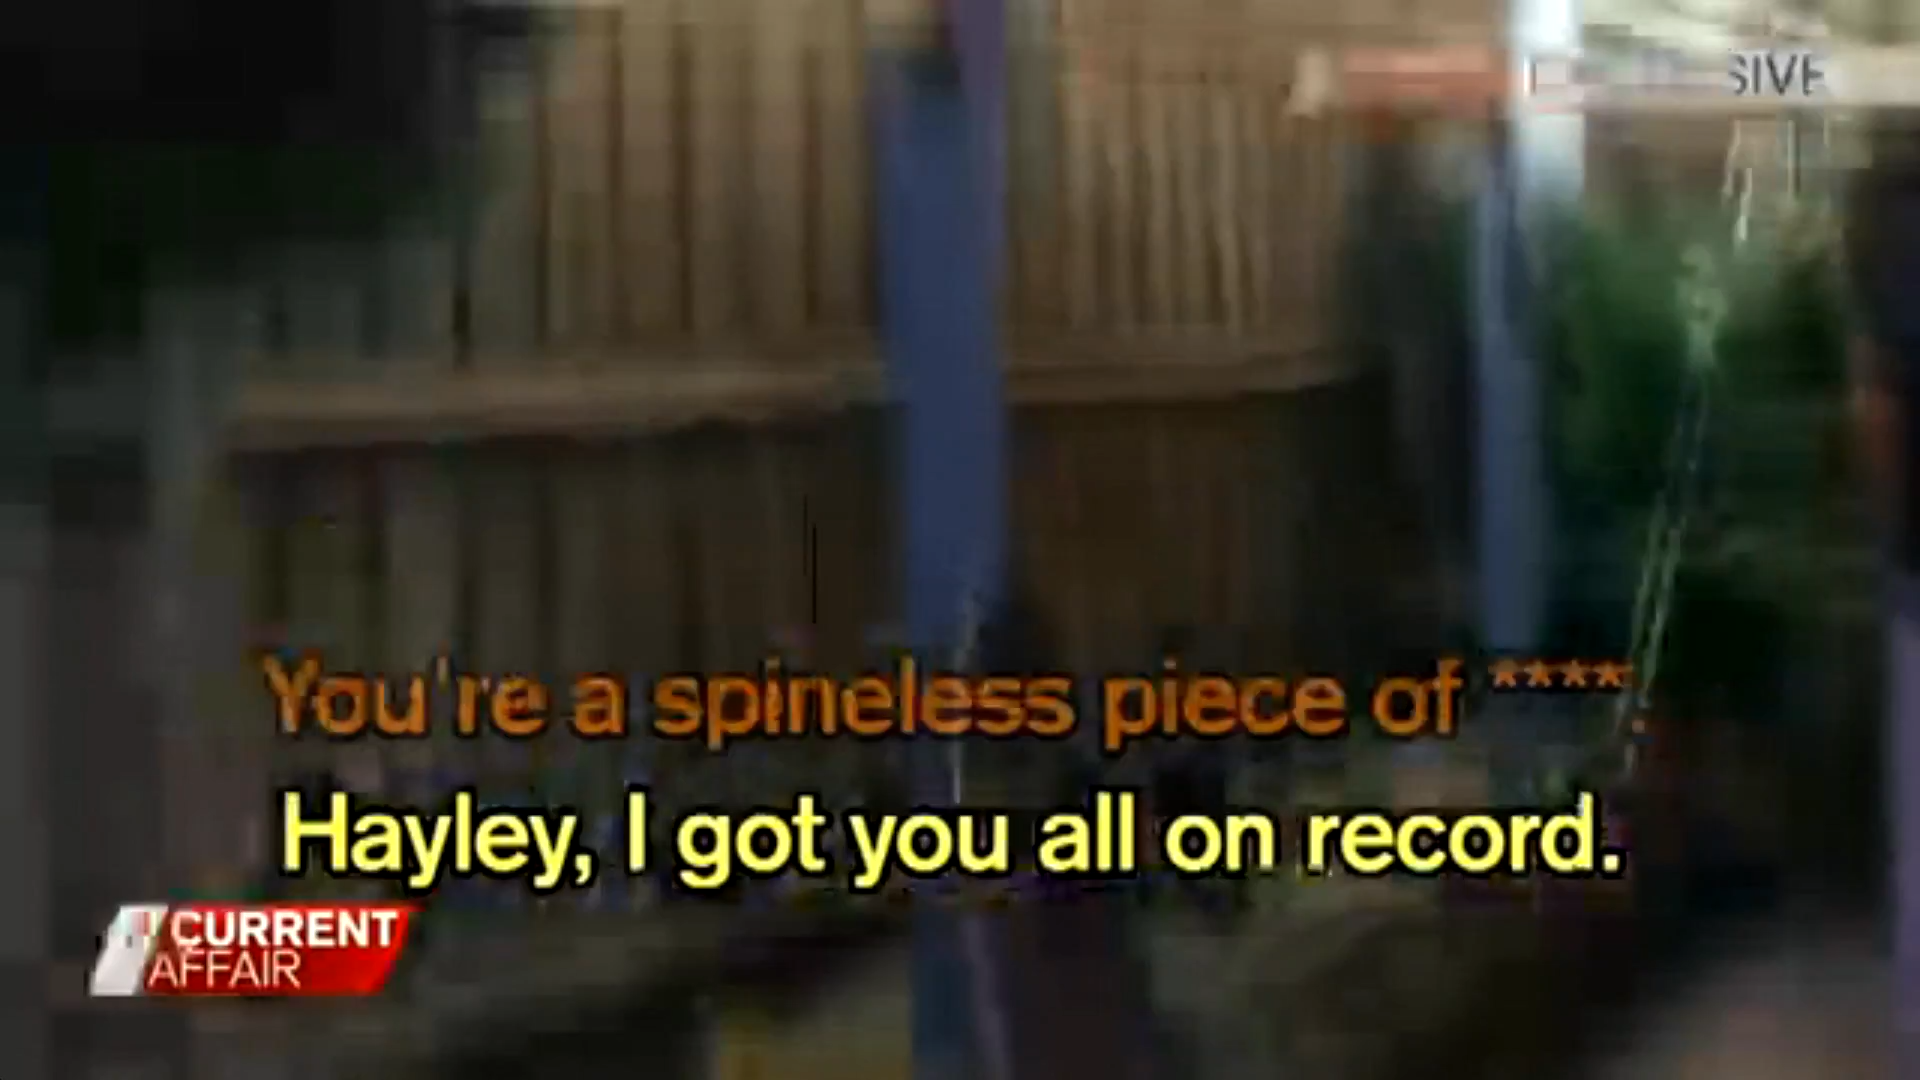 SIVE
You're a spineless piece of ****.
Hayley, I got you all on record.
A CURRENT
AFFAIR